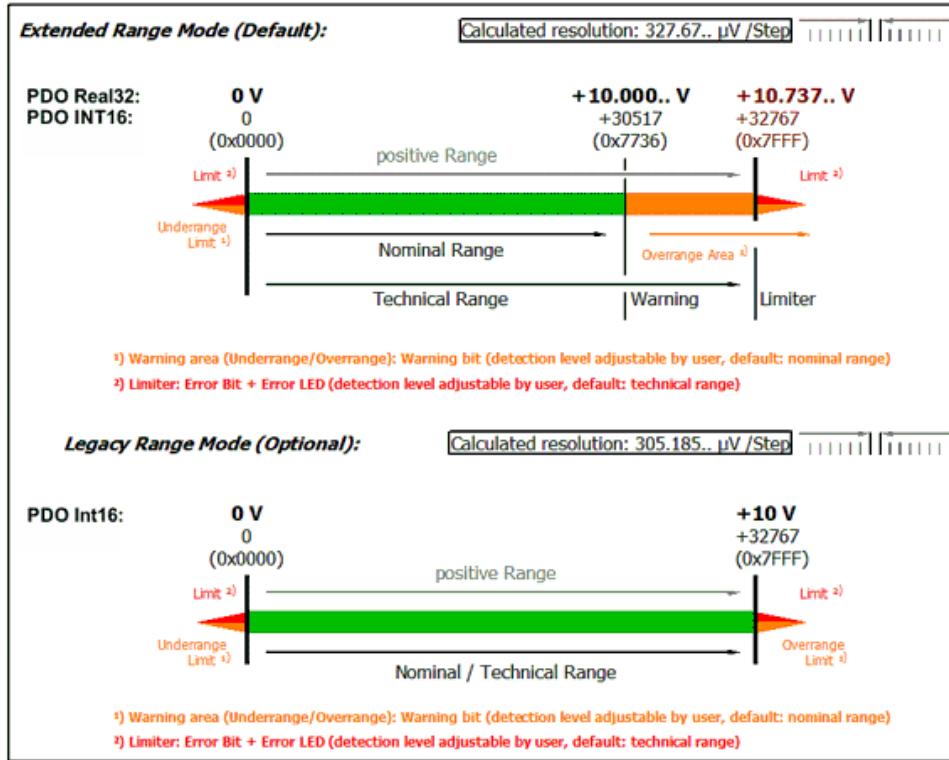 Extended Range Mode (Default): Calculated resolution: 327.67.. µV /Step
PDO Real32: 0 V +10.000.. V +10.737.. V
PDO INT16: 0 +30517 +32767
(0x0000) (0x7736) (0x7FFF)
positive Range
Limit ²⁾ Limit ²⁾
Underrange
Limit ¹⁾
Nominal Range Overrange Area ¹⁾
Technical Range Warning Limiter
¹) Warning area (Underrange/Overrange): Warning bit (detection level adjustable by user, default: nominal range)
²) Limiter: Error Bit + Error LED (detection level adjustable by user, default: technical range)
Legacy Range Mode (Optional): Calculated resolution: 305.185.. µV /Step
PDO Int16: 0 V +10 V
0 +32767
(0x0000) (0x7FFF)
positive Range
Limit ²⁾ Limit ²⁾
Underrange Overrange
Limit ¹⁾ Limit ¹⁾
Nominal / Technical Range
¹) Warning area (Underrange/Overrange): Warning bit (detection level adjustable by user, default: nominal range)
²) Limiter: Error Bit + Error LED (detection level adjustable by user, default: technical range)